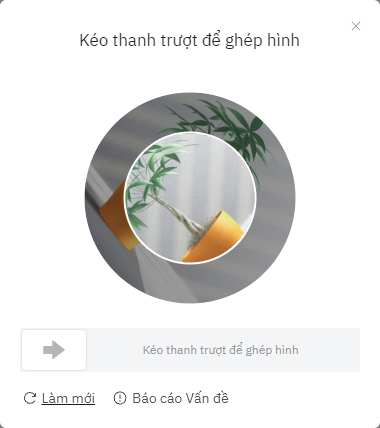 Kéo thanh trượt để ghép hình
Kéo thanh trượt để ghép hình
Làm mới
Báo cáo Vấn đề